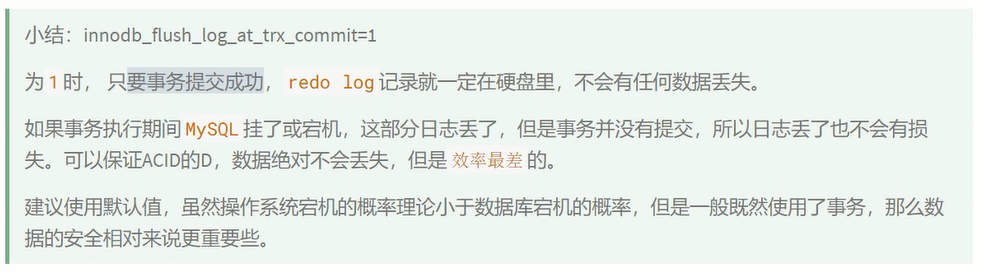 小结：innodb_flush_log_at_trx_commit=1
为 1 时， 只要事务提交成功， redo log 记录就一定在硬盘里，不会有任何数据丢失。
如果事务执行期间 MySQL 挂了或宕机，这部分日志丢了，但是事务并没有提交，所以日志丢了也不会有损
失。可以保证ACID的D，数据绝对不会丢失，但是 效率最差 的。
建议使用默认值，虽然操作系统宕机的概率理论小于数据库宕机的概率，但是一般既然使用了事务，那么数
据的安全相对来说更重要些。